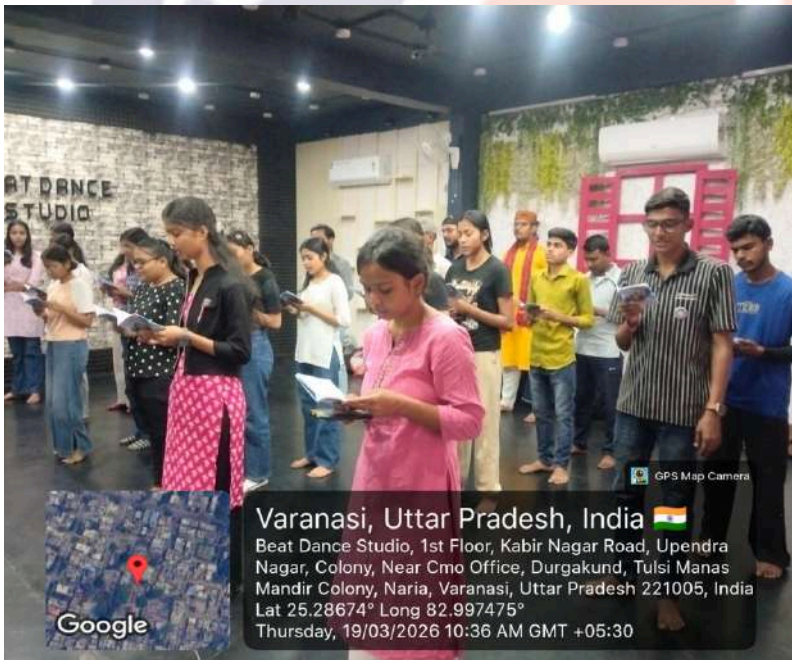 AT DANCE
STUDIO
GPS Map Camera
Varanasi, Uttar Pradesh, India 🇮🇳
Beat Dance Studio, 1st Floor, Kabir Nagar Road, Upendra
Nagar, Colony, Near Cmo Office, Durgakund, Tulsi Manas
Mandir Colony, Naria, Varanasi, Uttar Pradesh 221005, India
Lat 25.28674° Long 82.997475°
Thursday, 19/03/2026 10:36 AM GMT +05:30
Google